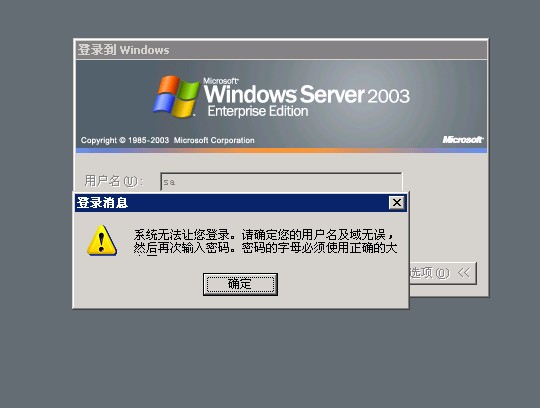 登录到 Windows
Microsoft
Windows Server 2003
Enterprise Edition
Copyright © 1985-2003 Microsoft Corporation
Microsoft
用户名(U):
sa
登录消息
系统无法让您登录。请确定您的用户名及域无误，
然后再次输入密码。密码的字母必须使用正确的大
确定
选项(O) <<